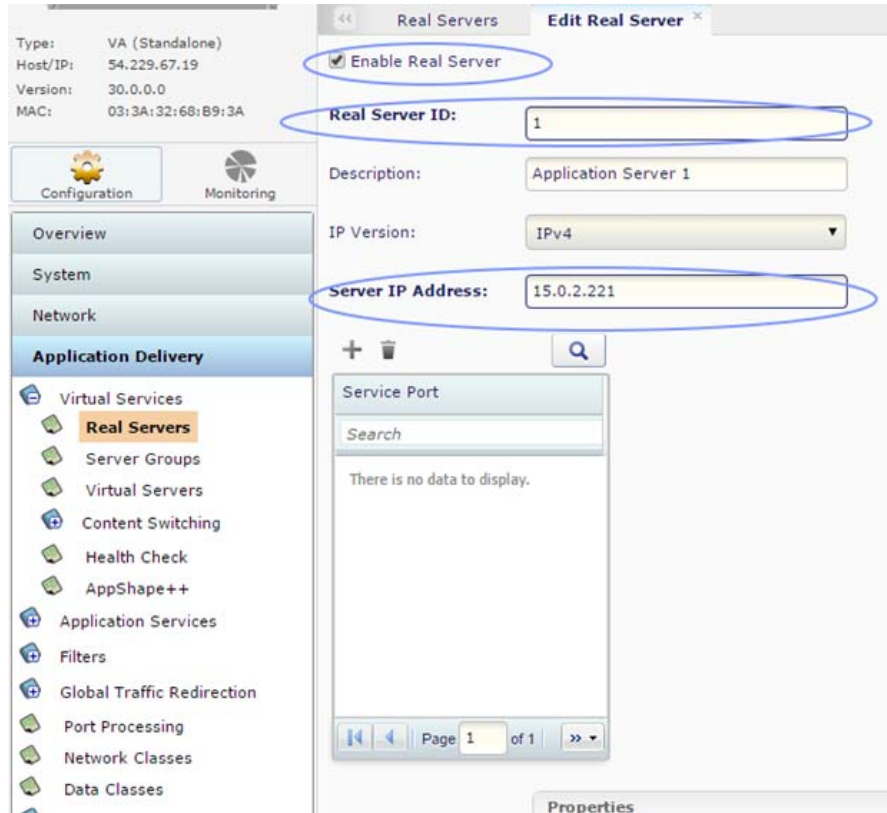 Type: VA (Standalone)
Host/IP: 54.229.67.19
Version: 30.0.0.0
MAC: 03:3A:32:68:B9:3A
Configuration
Monitoring
Overview
System
Network
Application Delivery
Virtual Services
Real Servers
Server Groups
Virtual Servers
Content Switching
Health Check
AppShape++
Application Services
Filters
Global Traffic Redirection
Port Processing
Network Classes
Data Classes
Real Servers
Edit Real Server
Enable Real Server
Real Server ID: 1
Description: Application Server 1
IP Version: IPv4
Server IP Address: 15.0.2.221
Service Port
Search
There is no data to display.
Page 1 of 1
Properties